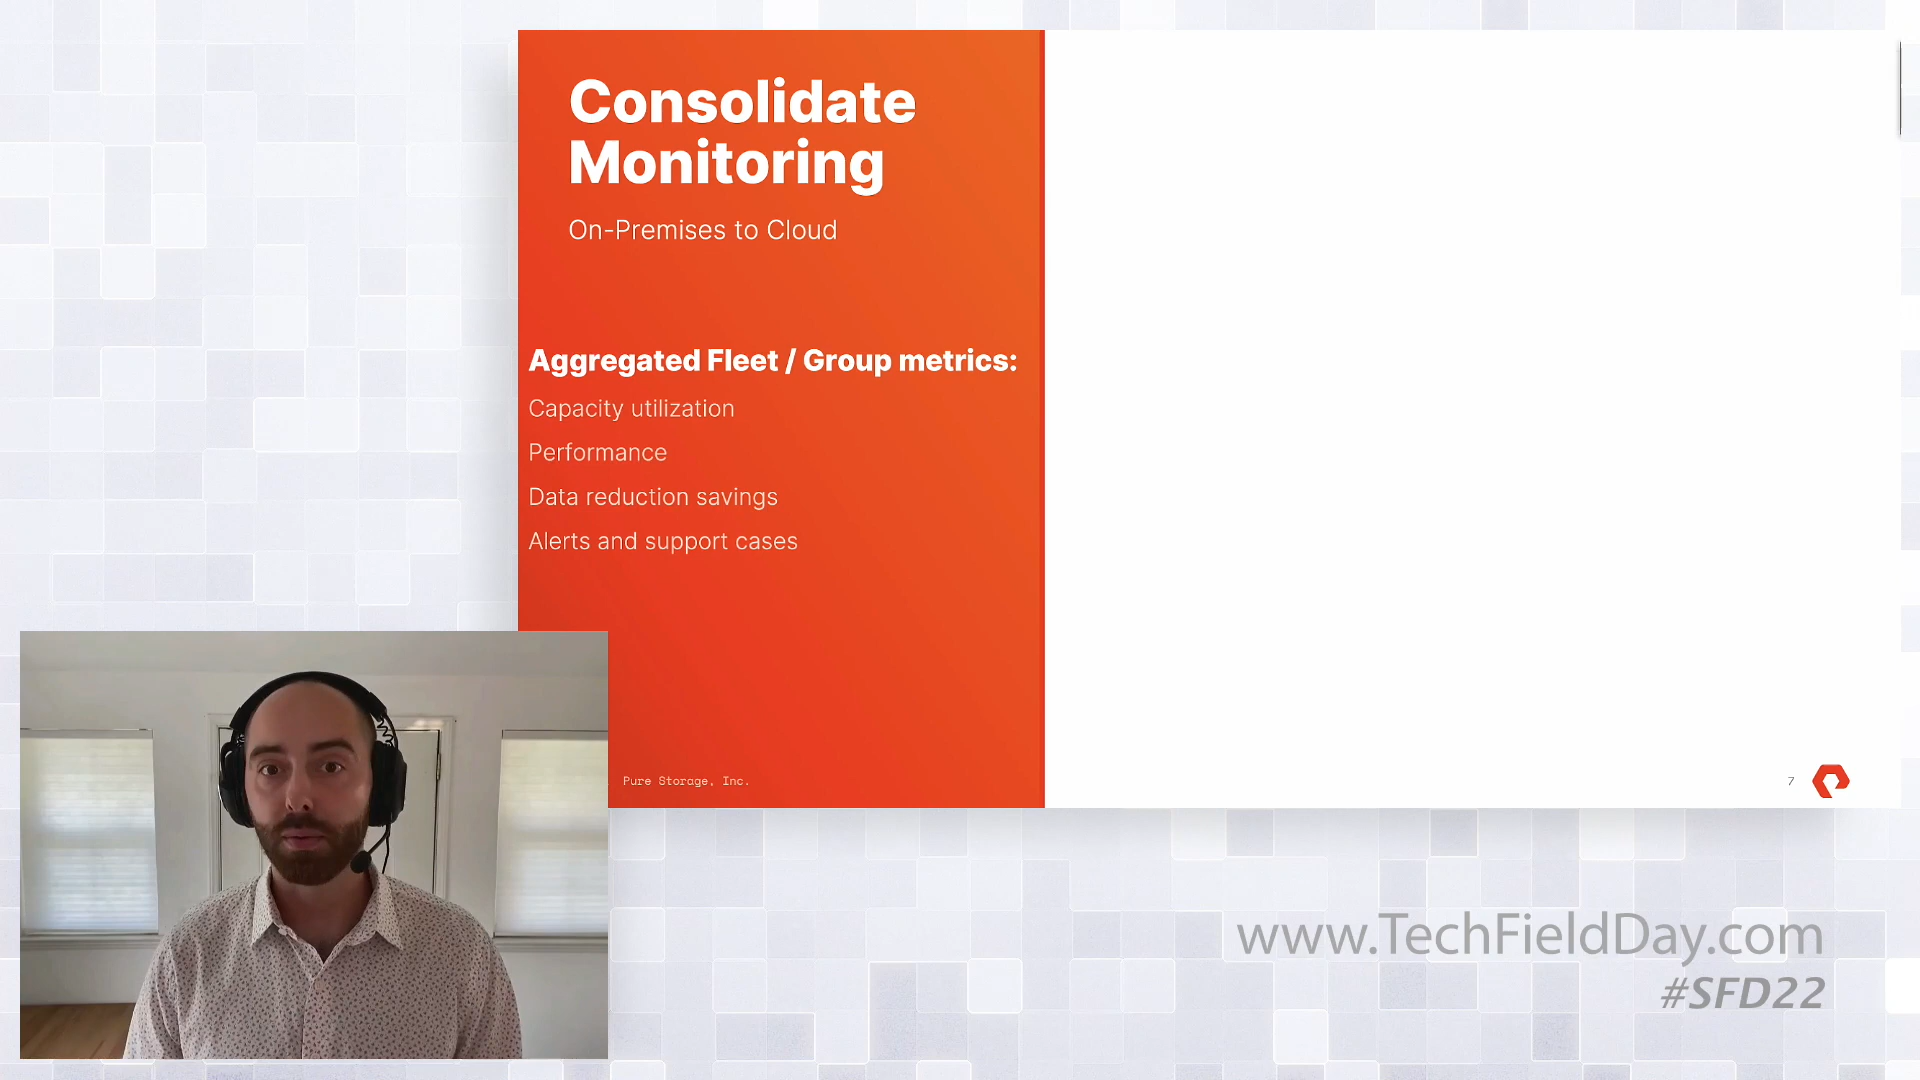 Consolidate
Monitoring
On-Premises to Cloud
Aggregated Fleet / Group metrics:
Capacity utilization
Performance
Data reduction savings
Alerts and support cases
Pure Storage, Inc.
7
www.TechFieldDay.com
#SFD22